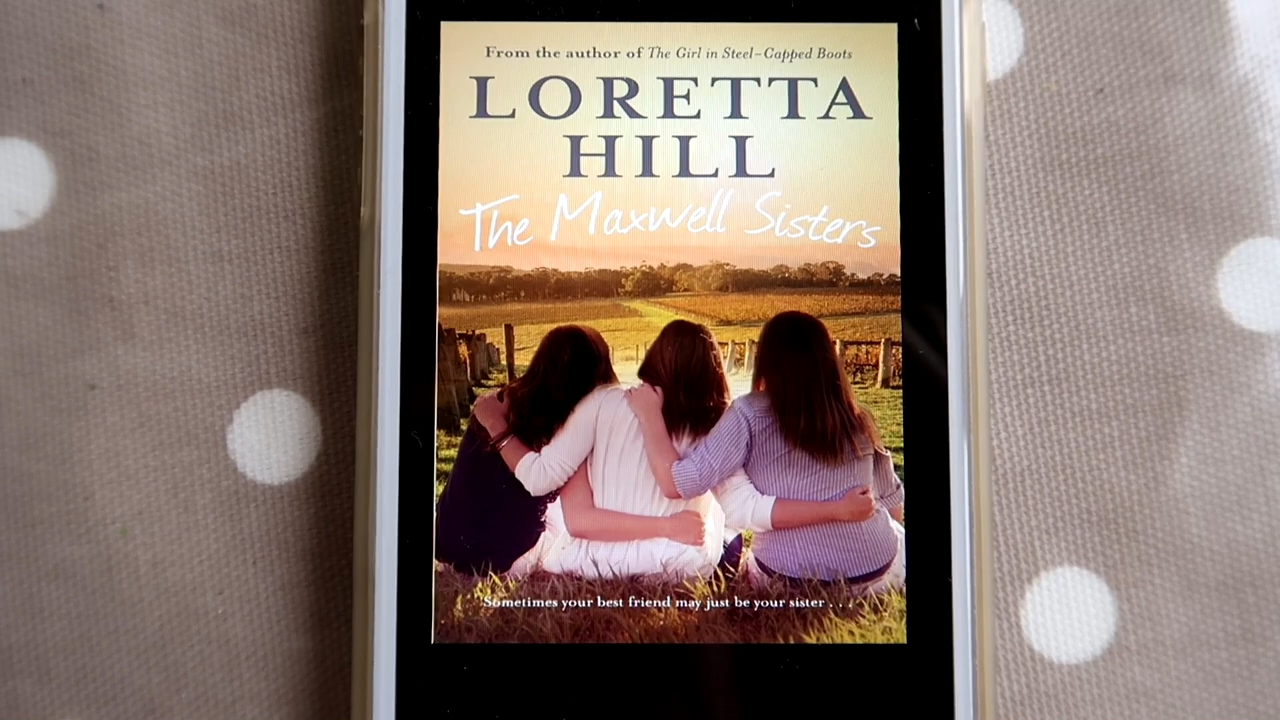 From the author of The Girl in Steel-Capped Boots
LORETTA
HILL
The Maxwell Sisters
Sometimes your best friend may just be your sister . . .